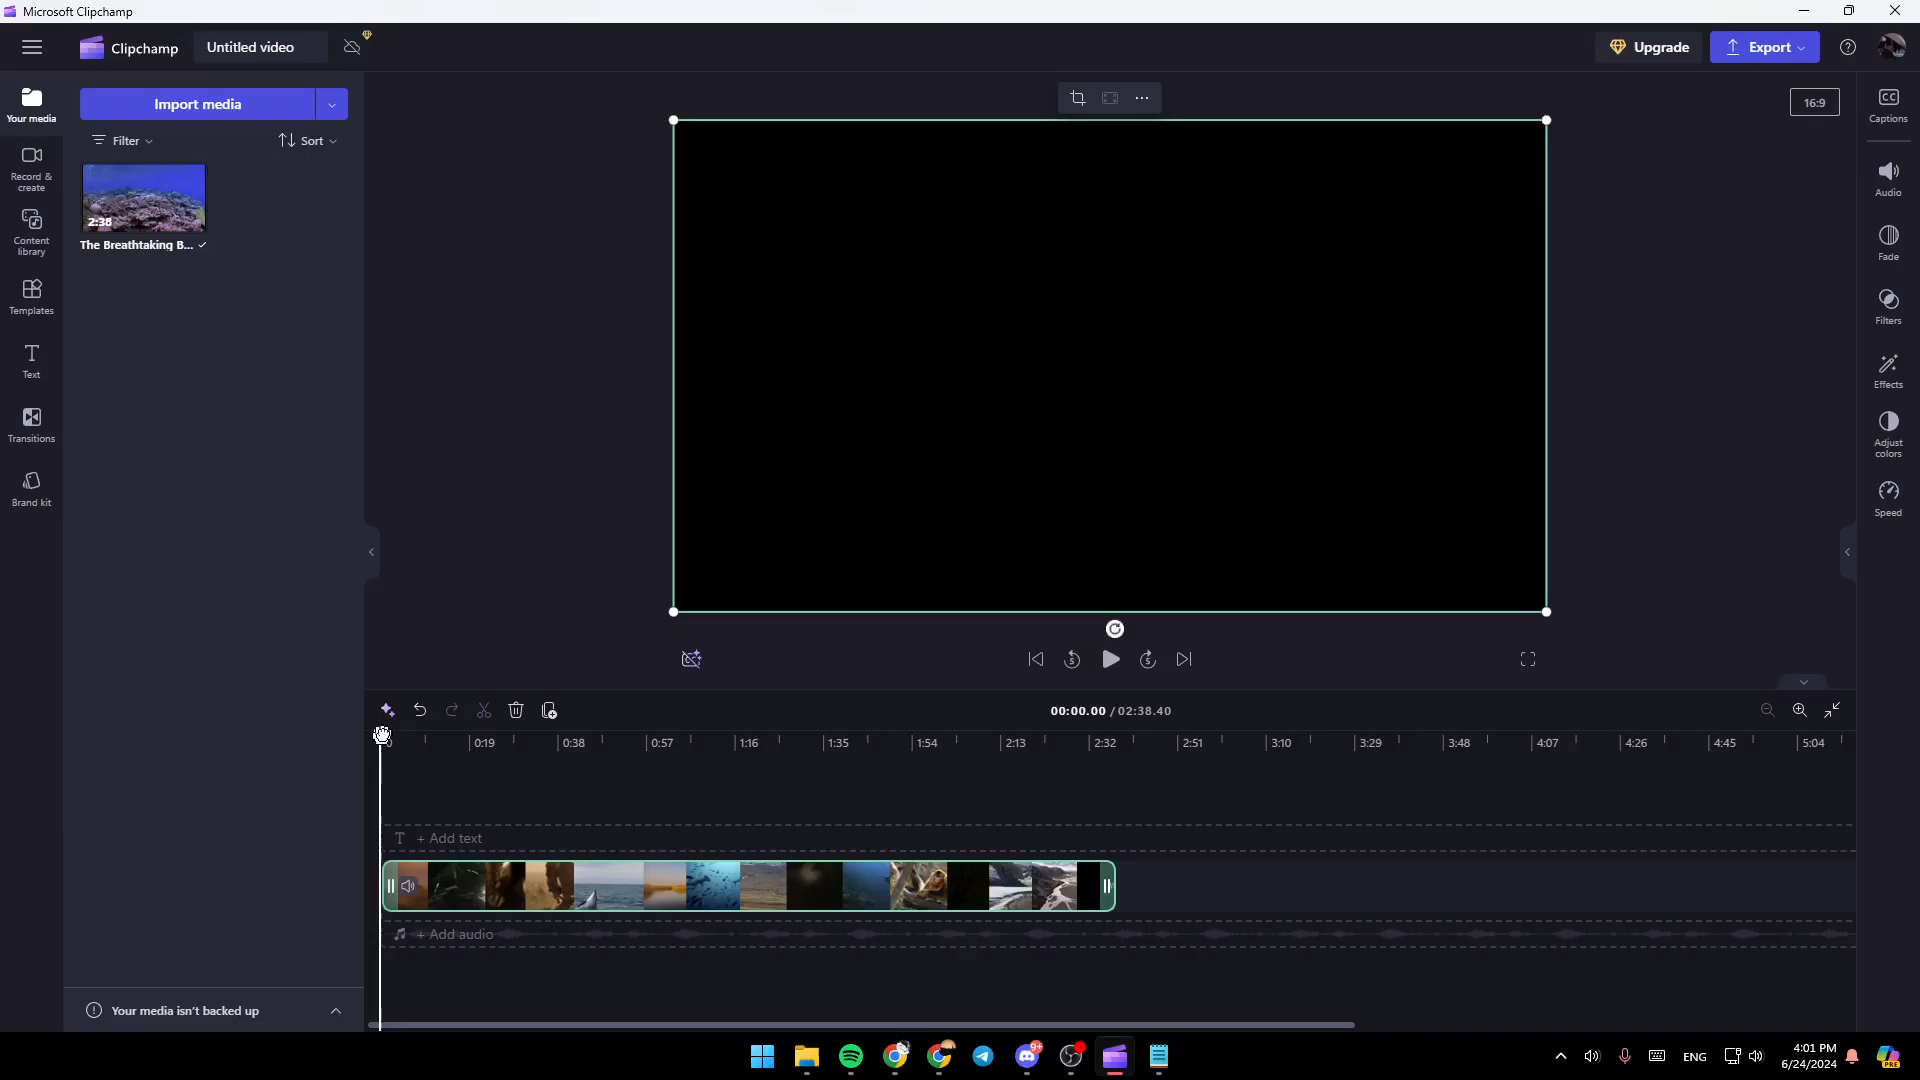 Microsoft Clipchamp
Clipchamp
Untitled video
Upgrade
Export
Your media
Import media
Filter
Sort
16:9
Captions
2:38
The Breathtaking B...
Record &
create
Content
library
Templates
Text
Transitions
Brand kit
Audio
Fade
Filters
Effects
Adjust
colors
Speed
5
5
00:00.00 / 02:38.40
0:19 0:38 0:57 1:16 1:35 1:54 2:13 2:32 2:51 3:10 3:29 3:48 4:07 4:26 4:45 5:04
T + Add text
+ Add audio
Your media isn't backed up
9+
ENG
4:01 PM
6/24/2024
PRE